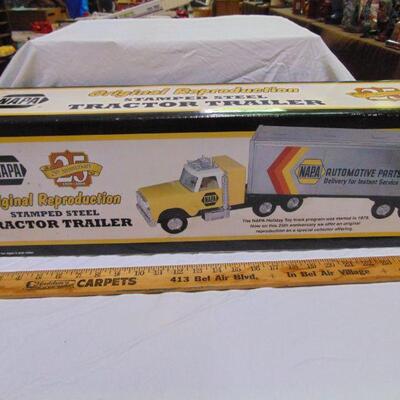 NAPA
Original Reproduction
STAMPED STEEL
TRACTOR TRAILER
NAPA
25
Original Reproduction
STAMPED STEEL
TRACTOR TRAILER
NAPA
NAPA
AUTOMOTIVE PARTS
Delivery for Instant Service
The NAPA Holiday Toy truck program was started in 1975.
Now on this 25th anniversary we offer an original
reproduction as a special collector offering.
CARPETS 413 Bel Air Blvd. In Bel Air Village